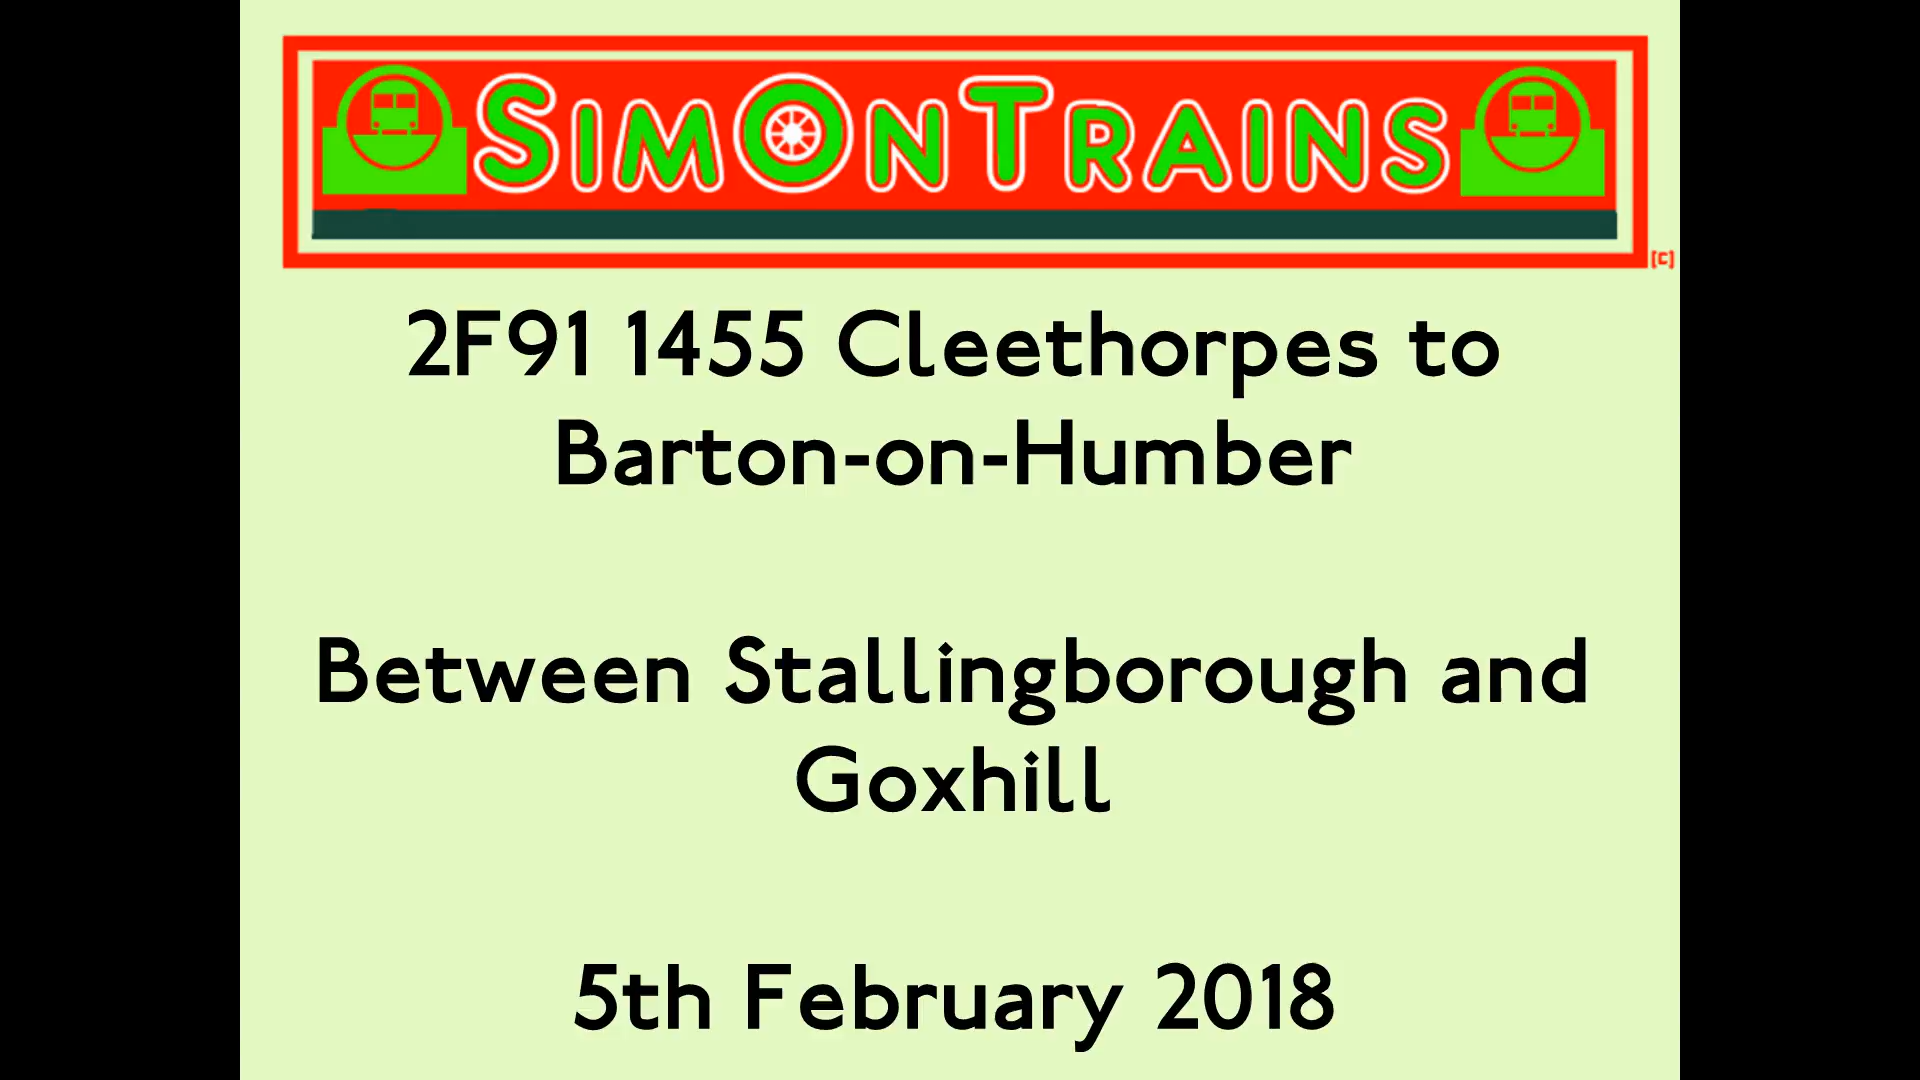 SIMONTRAINS
(c)
2F91 1455 Cleethorpes to
Barton-on-Humber
Between Stallingborough and
Goxhill
5th February 2018